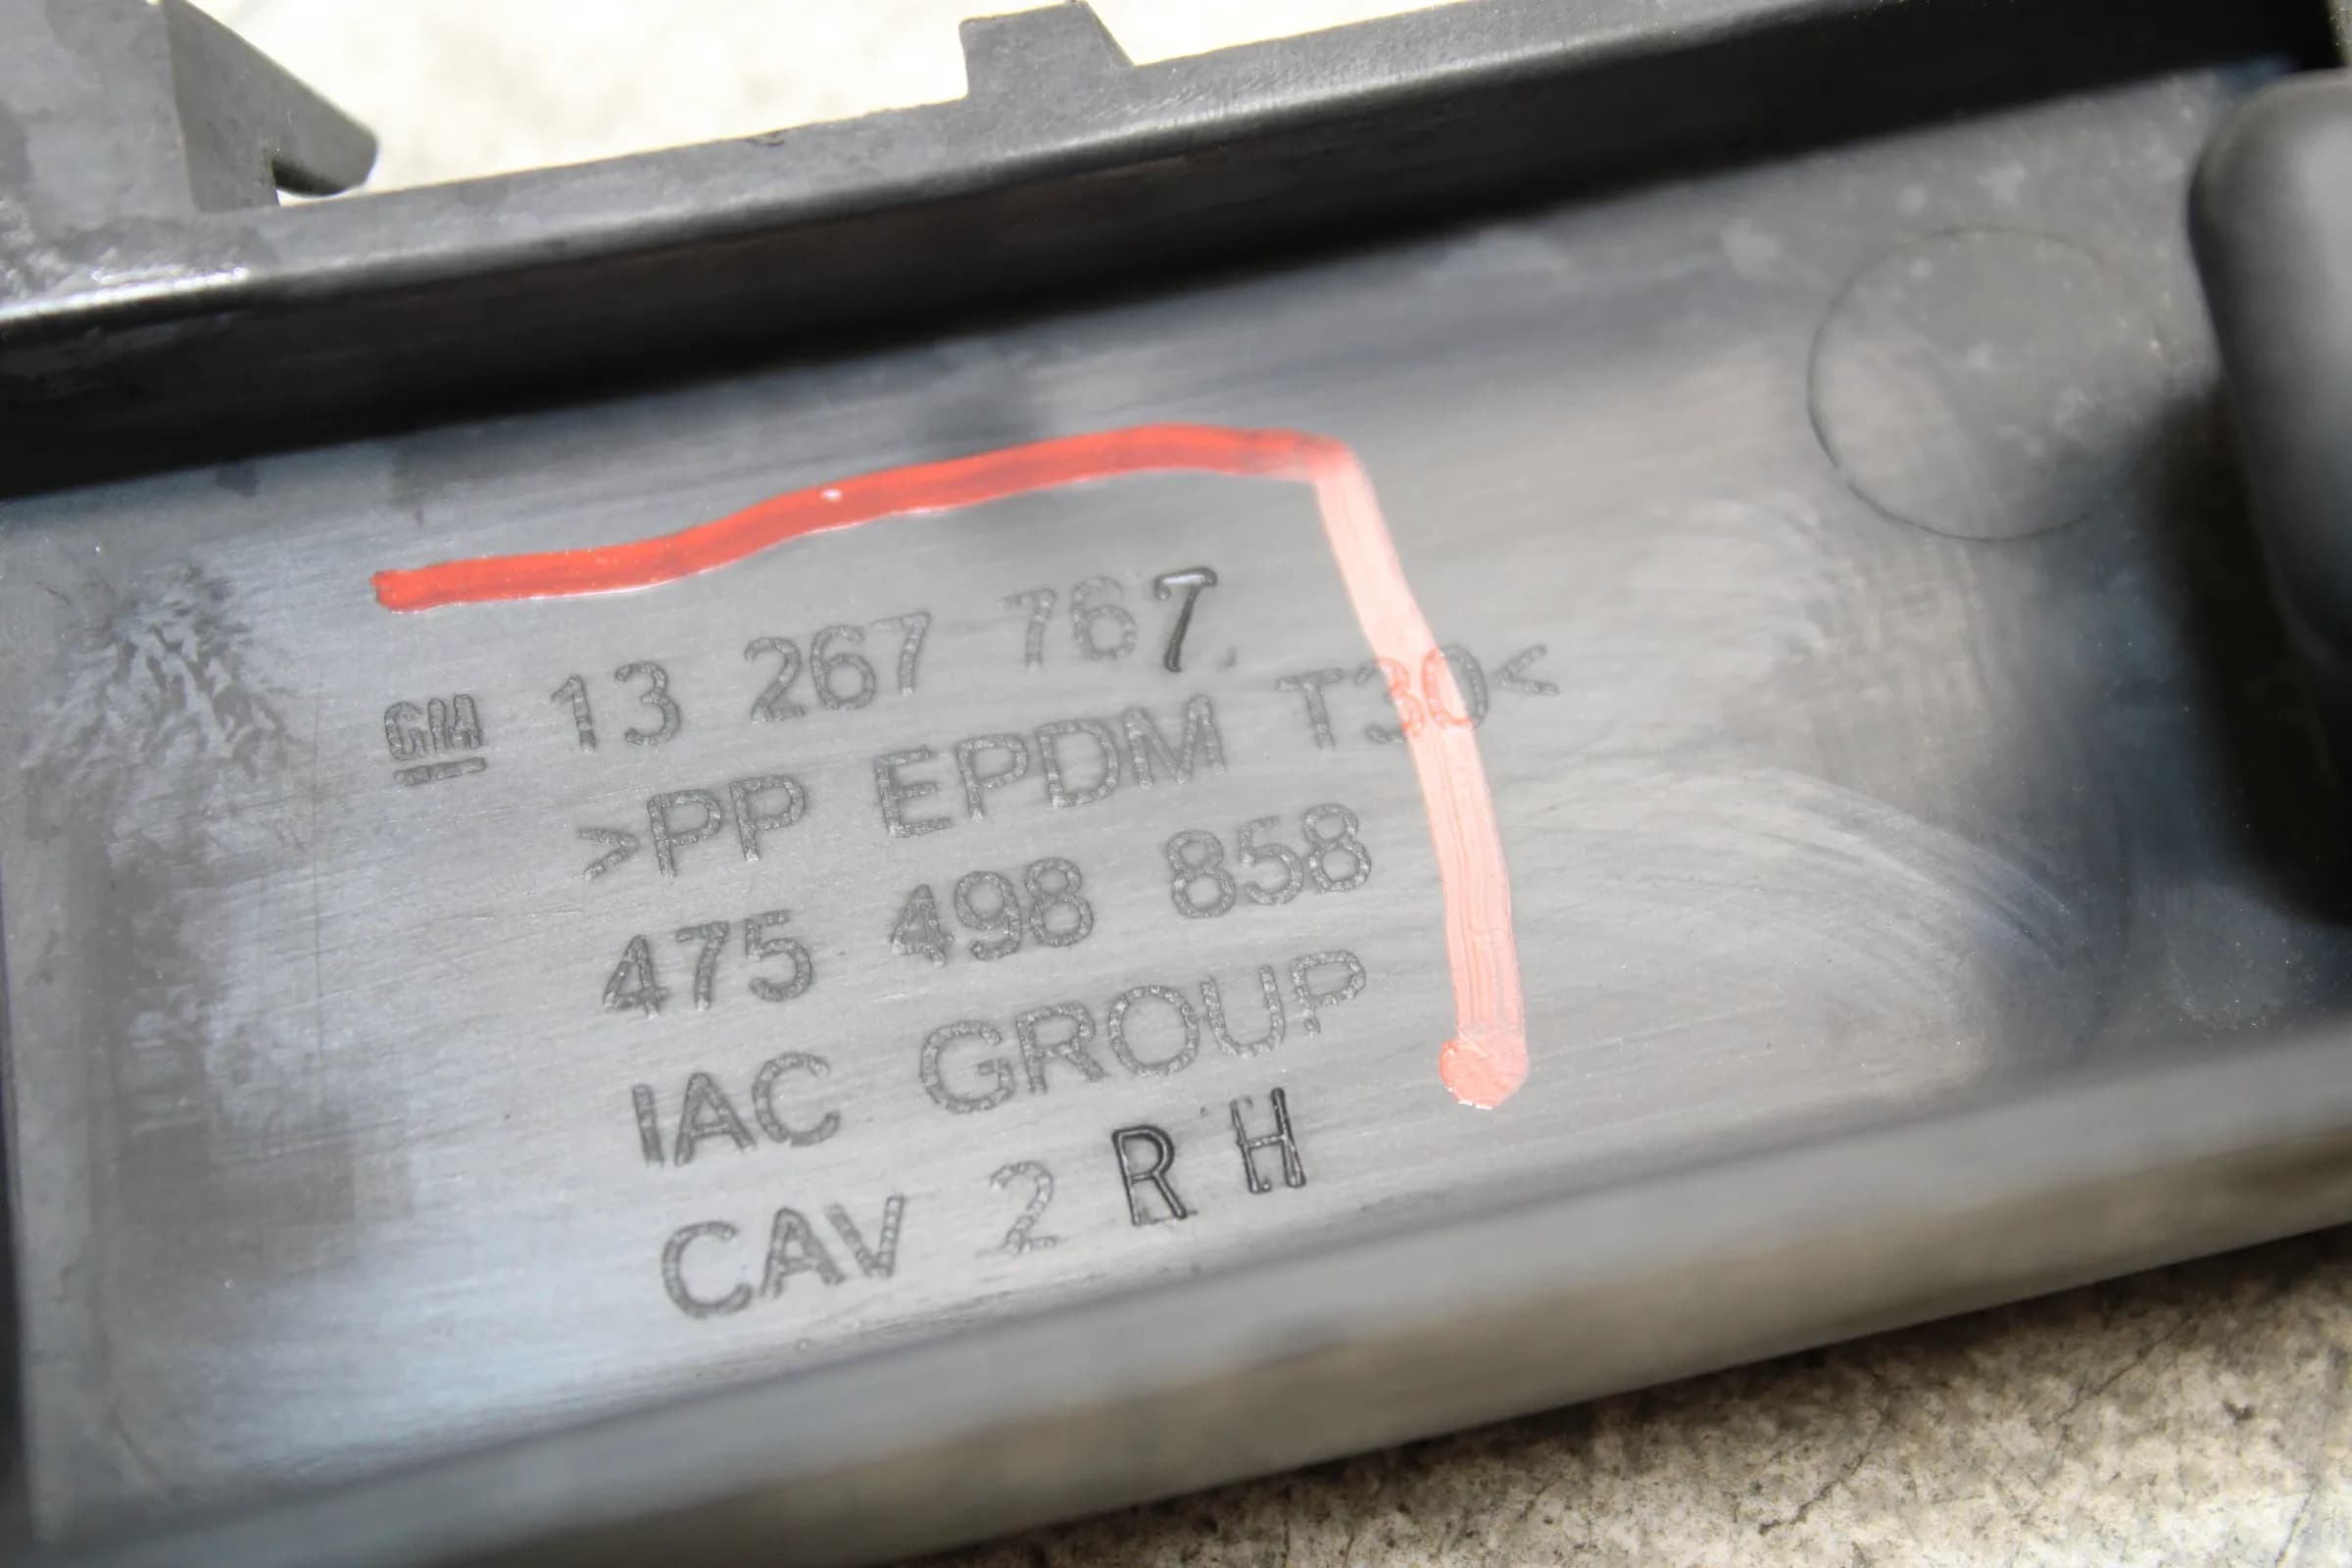 GM 13 267 767
>PP EPDM T30<
475 498 858
IAC GROUP
CAV 2 RH